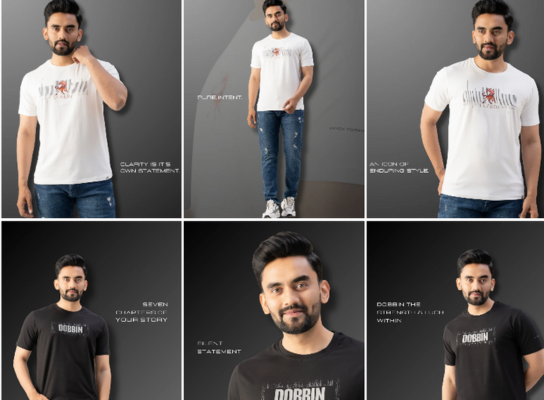 CLARITY IS IT'S
OWN STATEMENT
PURE INTENT
AN ICON OF
ENDURING STYLE
DOBBIN
SEVEN
CHAPTERS OF
YOUR STORY
SILENT
STATEMENT
DOBBIN
DOBBIN THE
STRENGTH & LUCK
WITHIN
DOBBIN